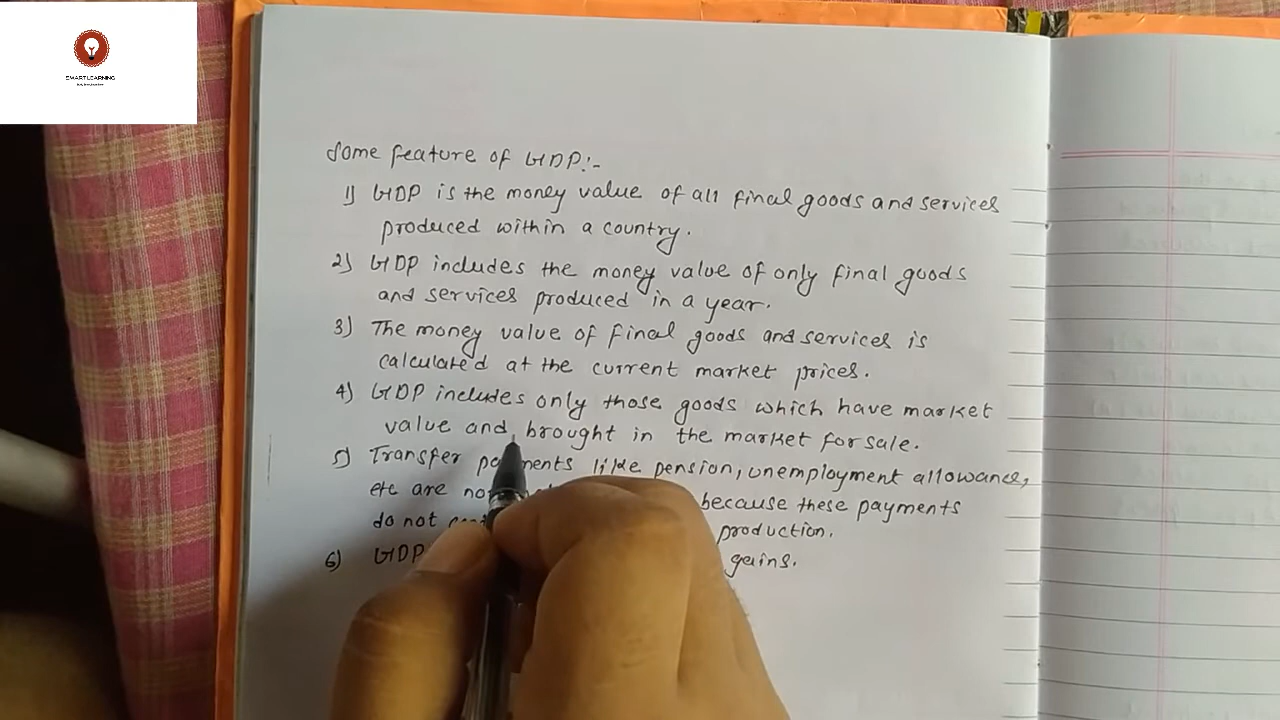 SMART LEARNING
Some feature of GDP:-
1) GDP is the money value of all final goods and services
produced within a country.
2) GDP includes the money value of only final goods
and services produced in a year.
3) The money value of final goods and services is
calculated at the current market prices.
4) GDP includes only those goods which have market
value and brought in the market for sale.
5) Transfer like pension, unemployment allowance,
etc are because these payments
do not production.
6) GDP gains.